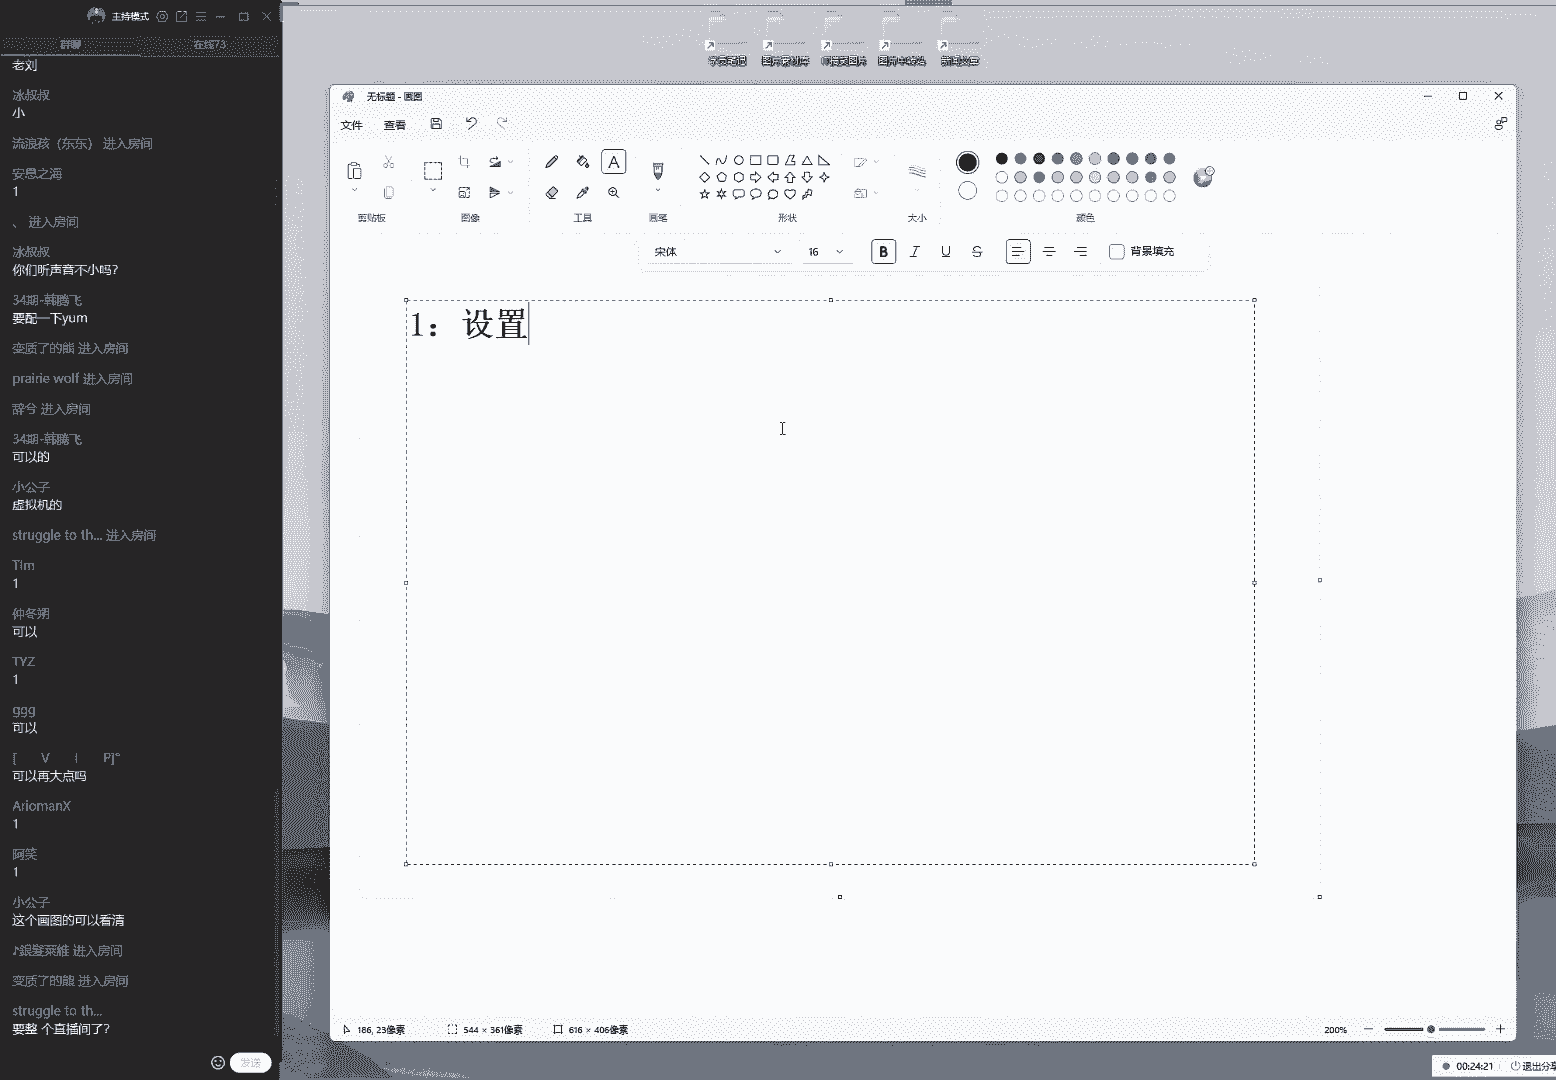 主持模式
群聊
在线73
老刘
冰叔叔
小
流浪孩（东东） 进入房间
安恩之海
1
、 进入房间
冰叔叔
你们听声音不小吗？
34期-韩腾飞
要配一下yum
变质了的熊 进入房间
prairie wolf 进入房间
辞兮 进入房间
34期-韩腾飞
可以的
小公子
虚拟机的
struggle to th... 进入房间
Tlm
1
仲冬朔
可以
TYZ
1
ggg
可以
可以再大点吗
AriomanX
1
阿笑
1
小公子
这个画图的可以看清
进入房间
变质了的熊 进入房间
struggle to th...
要整 个直播间了？
发送
无标题 - 画图
文件
查看
剪贴板
图像
工具
画笔
形状
大小
颜色
宋体
16
B
I
U
S
背景填充
1：设置
186, 23像素
544 × 361像素
616 × 406像素
200%
00:24:21
退出分享